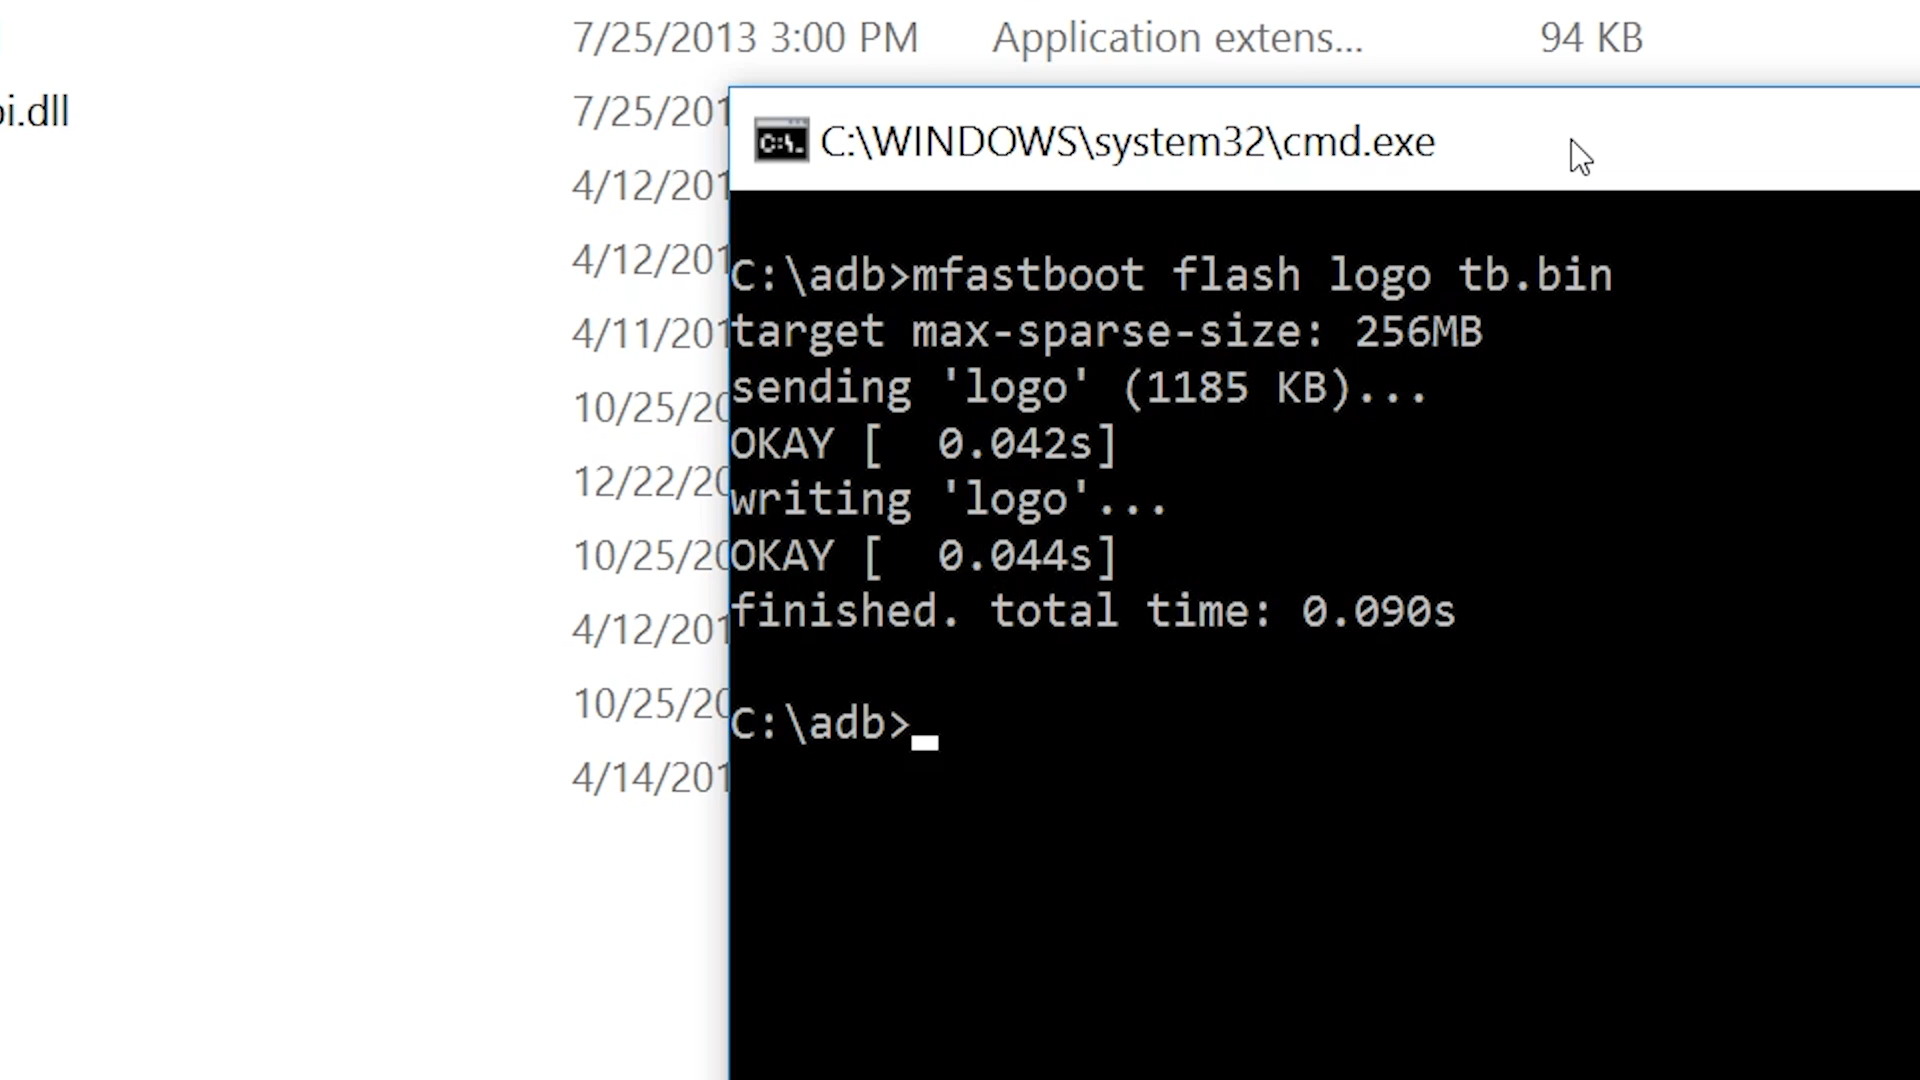 7/25/2013 3:00 PM Application extens... 94 KB
i.dll 7/25/201
C:\WINDOWS\system32\cmd.exe
4/12/201
4/12/201
C:\adb>mfastboot flash logo tb.bin
4/11/201
target max-sparse-size: 256MB
sending 'logo' (1185 KB)...
10/25/20
OKAY [  0.042s]
12/22/20
writing 'logo'...
10/25/20
OKAY [  0.044s]
4/12/201
finished. total time: 0.090s
10/25/20
C:\adb>
4/14/201